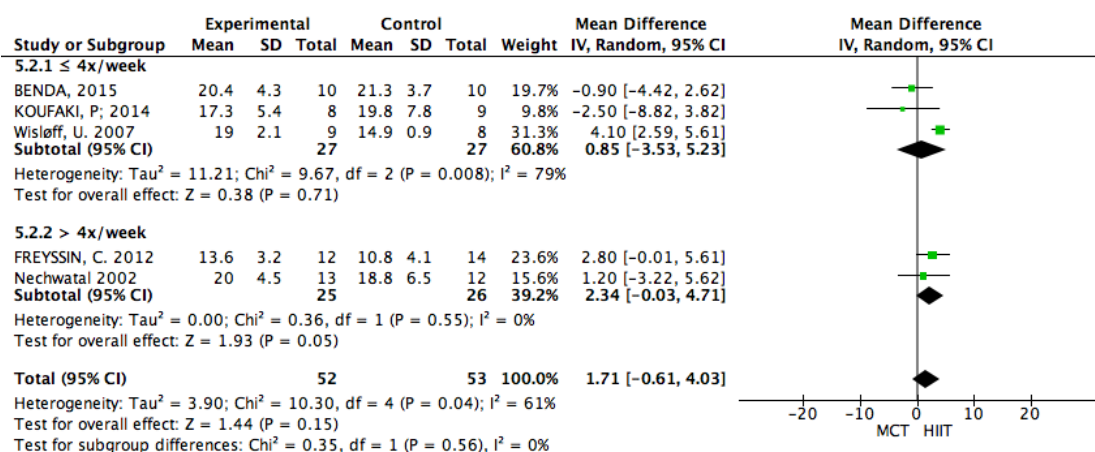 Experimental Control Mean Difference Mean Difference
Study or Subgroup Mean SD Total Mean SD Total Weight IV, Random, 95% CI IV, Random, 95% CI
5.2.1 ≤ 4x/week
BENDA, 2015 20.4 4.3 10 21.3 3.7 10 19.7% −0.90 [−4.42, 2.62]
KOUFAKI, P; 2014 17.3 5.4 8 19.8 7.8 9 9.8% −2.50 [−8.82, 3.82]
Wisløff, U. 2007 19 2.1 9 14.9 0.9 8 31.3% 4.10 [2.59, 5.61]
Subtotal (95% CI) 27 27 60.8% 0.85 [−3.53, 5.23]
Heterogeneity: Tau² = 11.21; Chi² = 9.67, df = 2 (P = 0.008); I² = 79%
Test for overall effect: Z = 0.38 (P = 0.71)
5.2.2 > 4x/week
FREYSSIN, C. 2012 13.6 3.2 12 10.8 4.1 14 23.6% 2.80 [−0.01, 5.61]
Nechwatal 2002 20 4.5 13 18.8 6.5 12 15.6% 1.20 [−3.22, 5.62]
Subtotal (95% CI) 25 26 39.2% 2.34 [−0.03, 4.71]
Heterogeneity: Tau² = 0.00; Chi² = 0.36, df = 1 (P = 0.55); I² = 0%
Test for overall effect: Z = 1.93 (P = 0.05)
Total (95% CI) 52 53 100.0% 1.71 [−0.61, 4.03]
Heterogeneity: Tau² = 3.90; Chi² = 10.30, df = 4 (P = 0.04); I² = 61%
Test for overall effect: Z = 1.44 (P = 0.15)
Test for subgroup differences: Chi² = 0.35, df = 1 (P = 0.56), I² = 0%
−20 −10 0 10 20
MCT HIIT